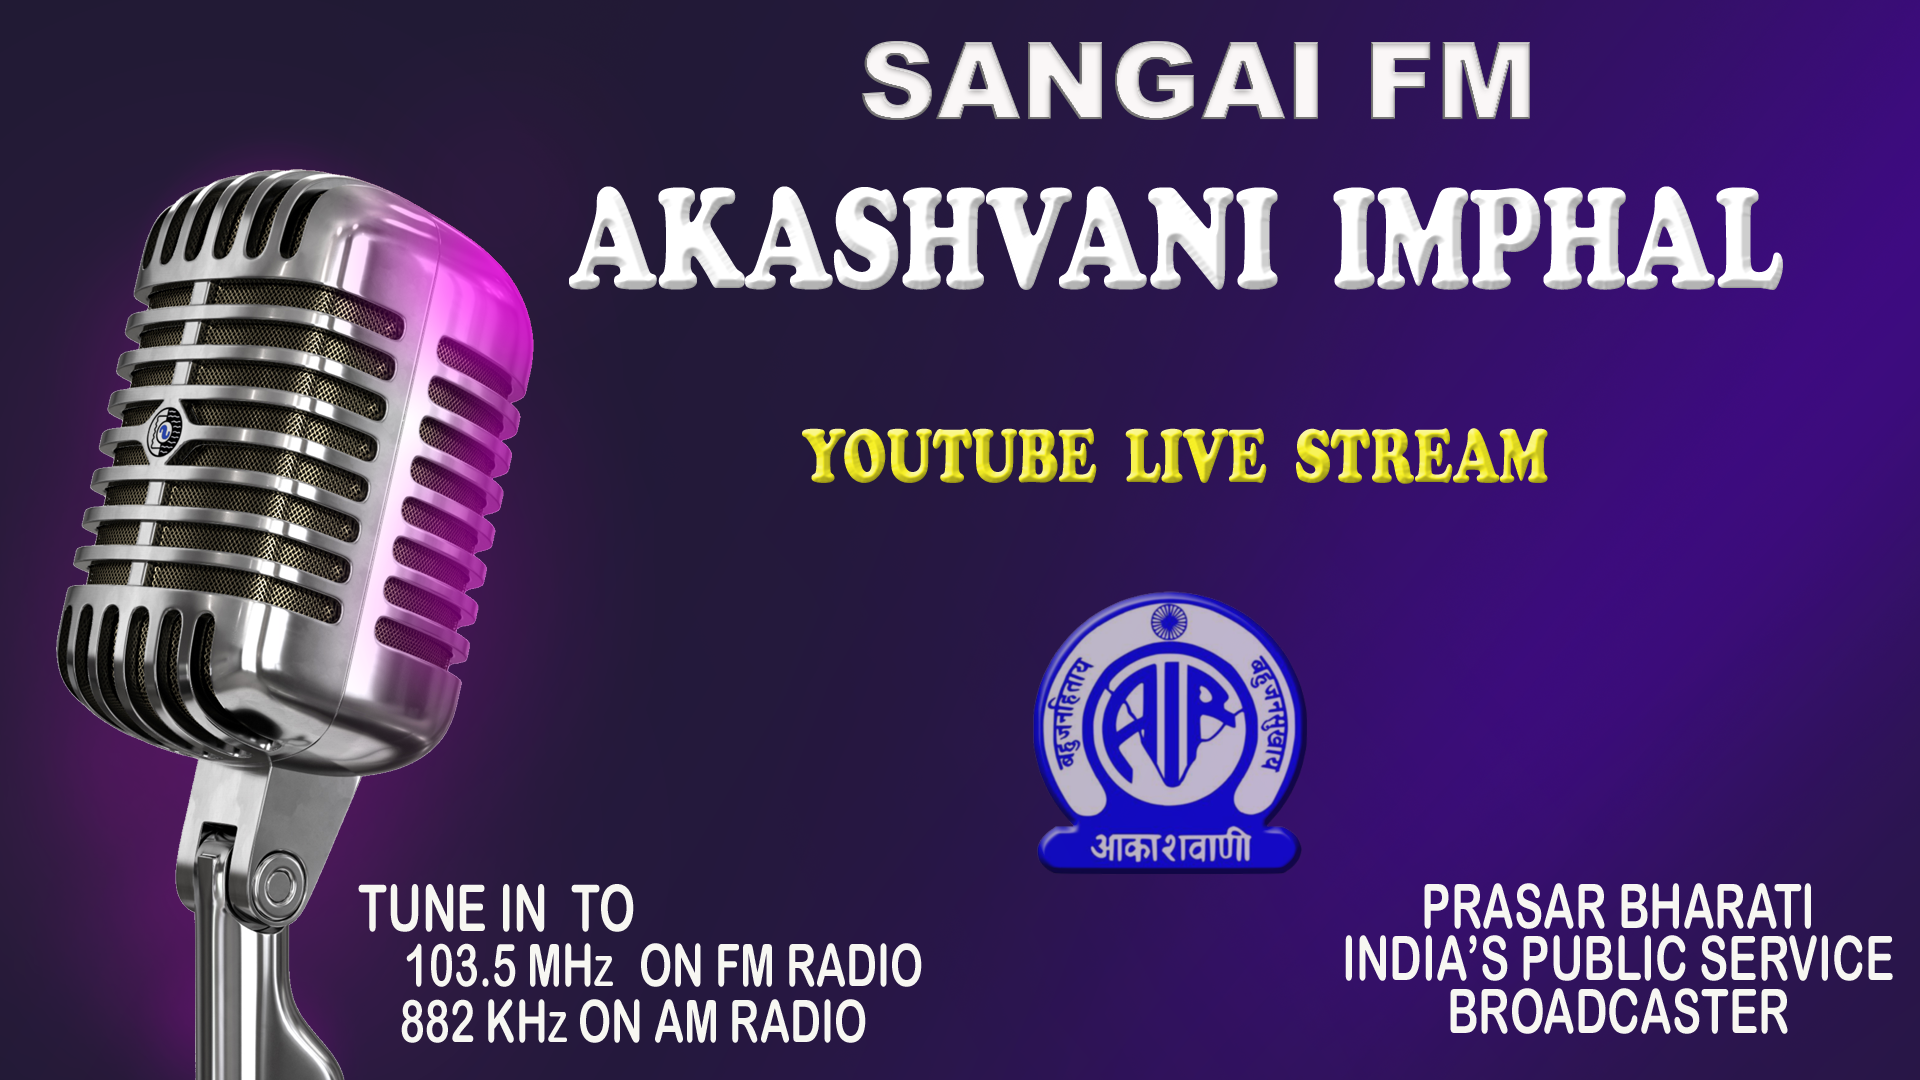 SANGAI FM
AKASHVANI IMPHAL
YOUTUBE LIVE STREAM
बहुजनहिताय
AIR
बहुजनसुखाय
आकाशवाणी
TUNE IN TO
103.5 MHz ON FM RADIO
882 KHz ON AM RADIO
PRASAR BHARATI
INDIA'S PUBLIC SERVICE
BROADCASTER